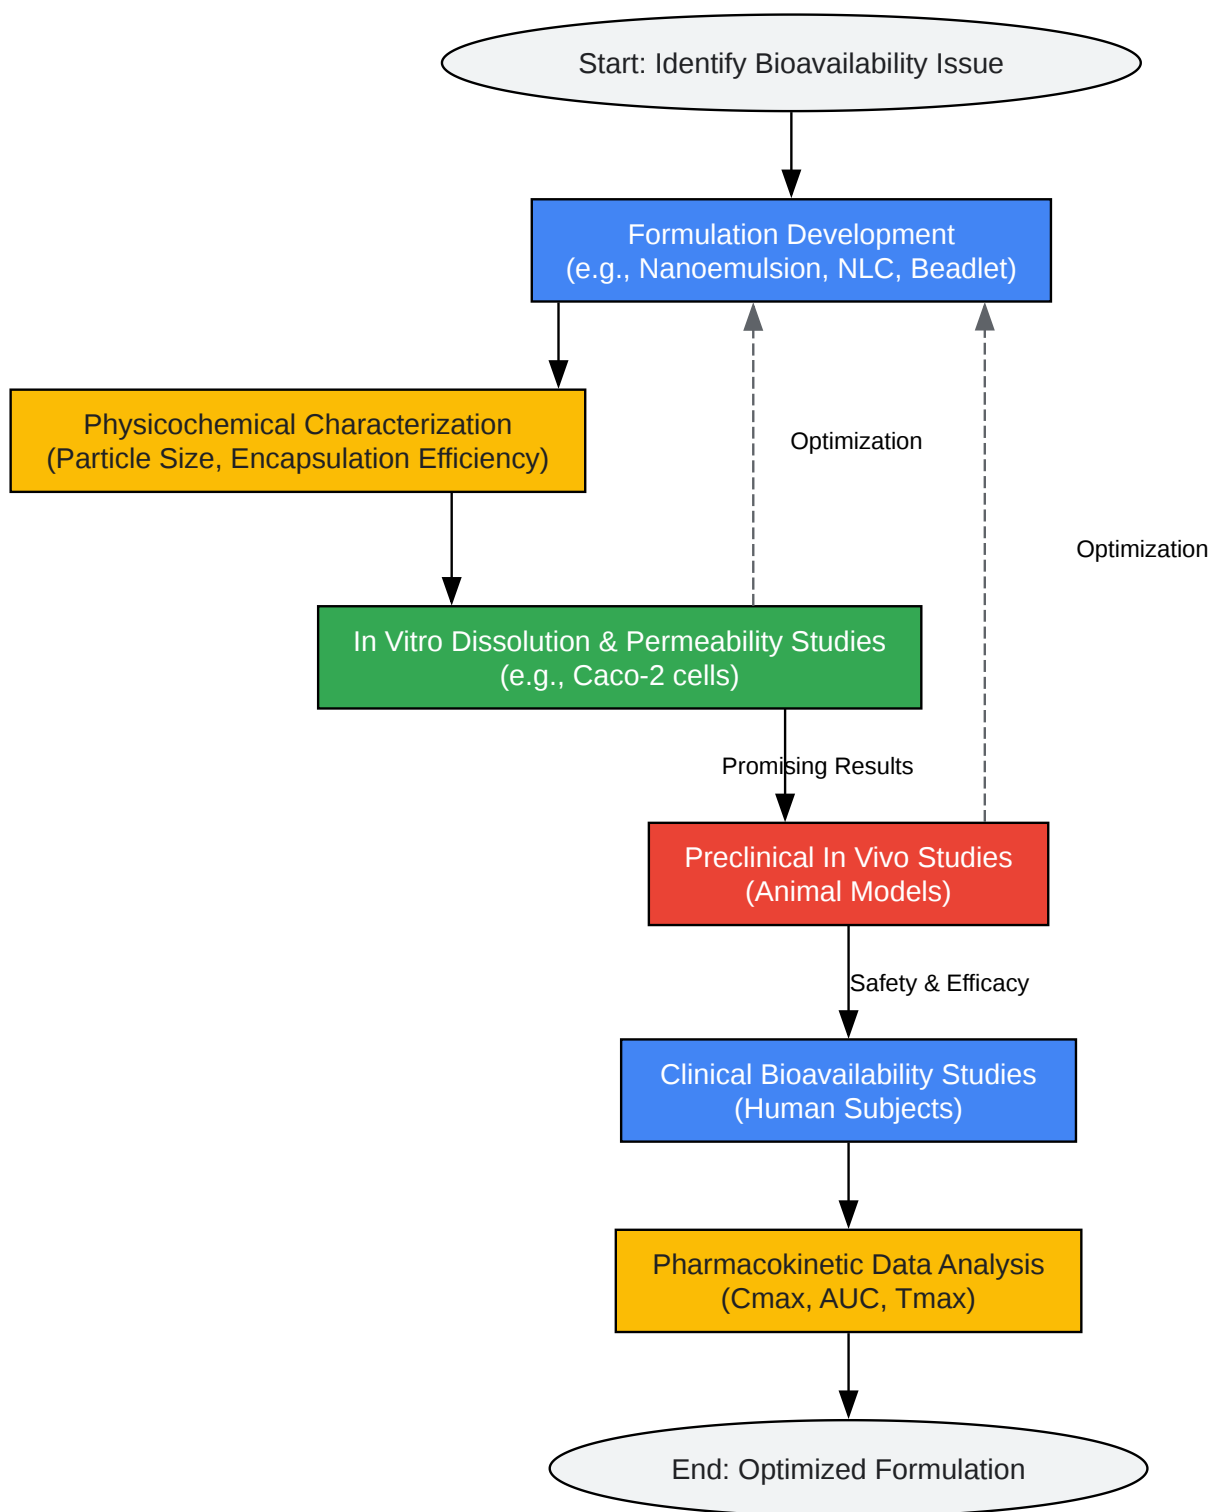 Start: Identify Bioavailability Issue
Formulation Development
(e.g., Nanoemulsion, NLC, Beadlet)
Physicochemical Characterization
(Particle Size, Encapsulation Efficiency)
Optimization
Optimization
In Vitro Dissolution & Permeability Studies
(e.g., Caco-2 cells)
Promising Results
Preclinical In Vivo Studies
(Animal Models)
Safety & Efficacy
Clinical Bioavailability Studies
(Human Subjects)
Pharmacokinetic Data Analysis
(Cmax, AUC, Tmax)
End: Optimized Formulation